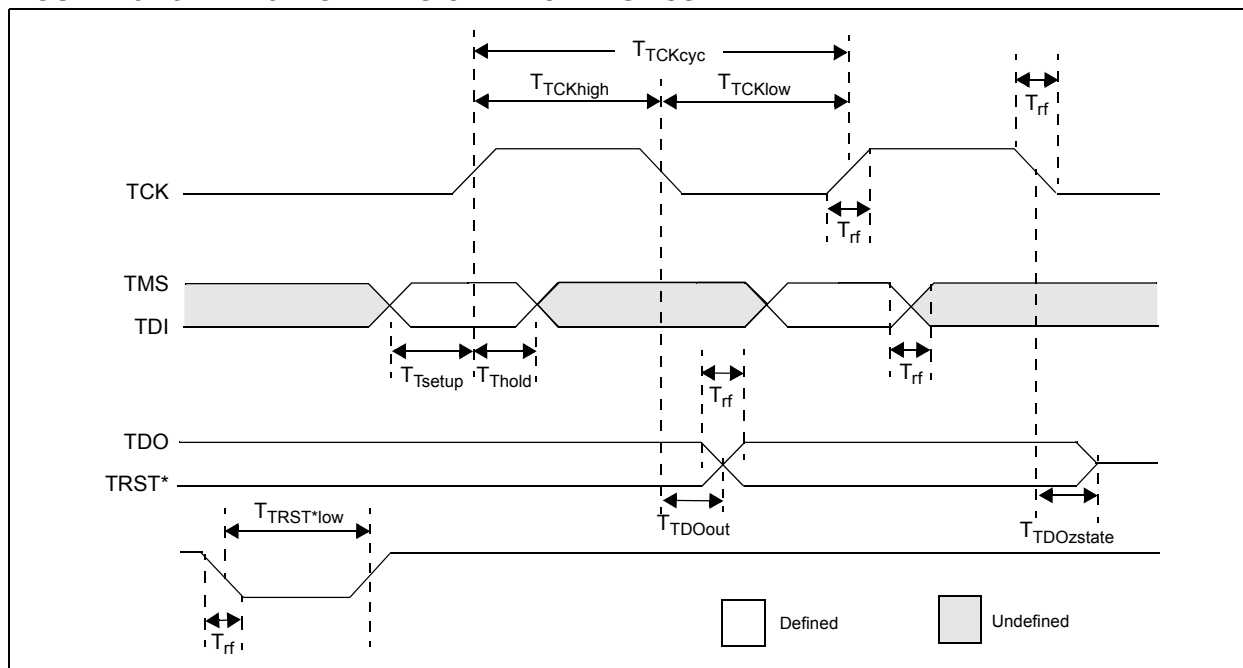 TTCKcyc
TTCKhigh
TTCKlow
Trf
TCK
Trf
TMS
TDI
TTsetup
TThold
Trf
Trf
TDO
TRST*
TTRST*low
TTDOout
TTDOzstate
Trf
Defined
Undefined